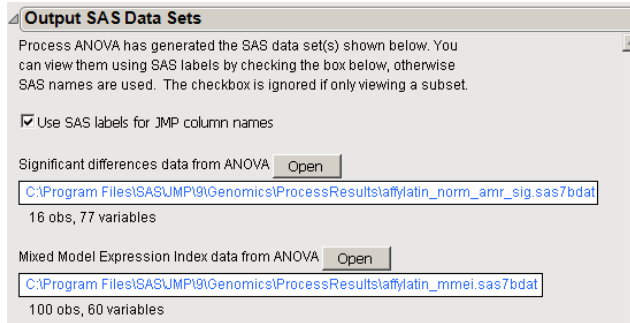 Output SAS Data Sets
Process ANOVA has generated the SAS data set(s) shown below. You
can view them using SAS labels by checking the box below, otherwise
SAS names are used. The checkbox is ignored if only viewing a subset.
Use SAS labels for JMP column names
Significant differences data from ANOVA Open
C:\Program Files\SAS\JMP\9\Genomics\ProcessResults\affylatin_norm_amr_sig.sas7bdat
16 obs, 77 variables
Mixed Model Expression Index data from ANOVA Open
C:\Program Files\SAS\JMP\9\Genomics\ProcessResults\affylatin_mmei.sas7bdat
100 obs, 60 variables